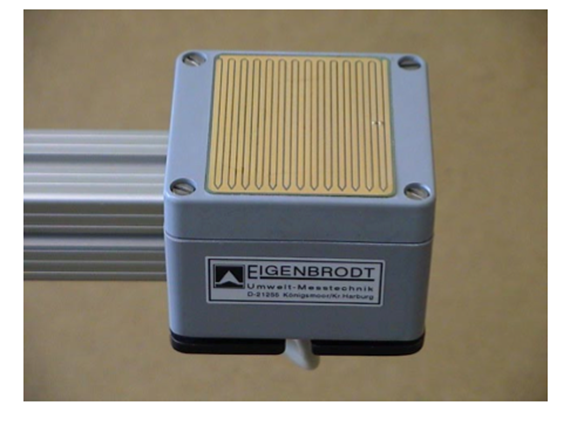 EIGENBRODT
Umwelt-Messtechnik
D-21255 Königsmoor/Kr.Harburg